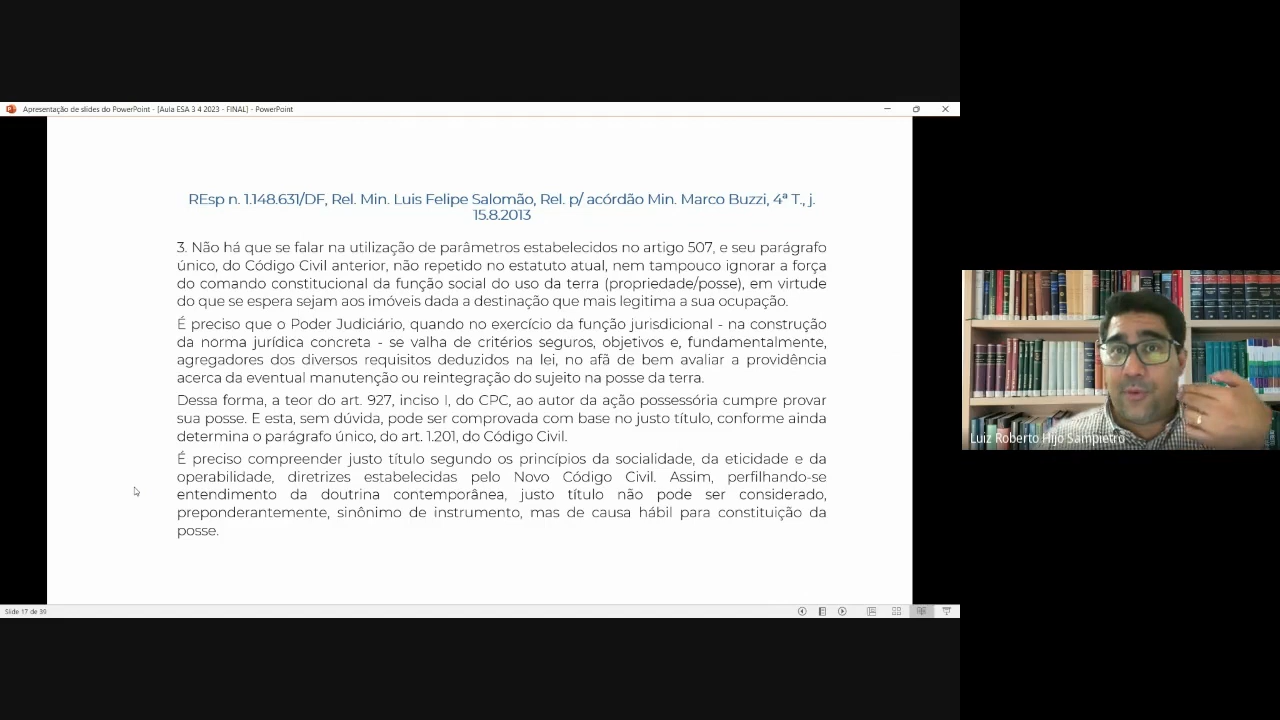 Apresentação de slides do PowerPoint - [Aula ESA 3 4 2023 - FINAL] - PowerPoint
REsp n. 1.148.631/DF, Rel. Min. Luis Felipe Salomão, Rel. p/ acórdão Min. Marco Buzzi, 4ª T., j.
15.8.2013
3. Não há que se falar na utilização de parâmetros estabelecidos no artigo 507, e seu parágrafo
único, do Código Civil anterior, não repetido no estatuto atual, nem tampouco ignorar a força
do comando constitucional da função social do uso da terra (propriedade/posse), em virtude
do que se espera sejam aos imóveis dada a destinação que mais legitima a sua ocupação.
É preciso que o Poder Judiciário, quando no exercício da função jurisdicional - na construção
da norma jurídica concreta - se valha de critérios seguros, objetivos e, fundamentalmente,
agregadores dos diversos requisitos deduzidos na lei, no afã de bem avaliar a providência
acerca da eventual manutenção ou reintegração do sujeito na posse da terra.
Dessa forma, a teor do art. 927, inciso I, do CPC, ao autor da ação possessória cumpre provar
sua posse. E esta, sem dúvida, pode ser comprovada com base no justo título, conforme ainda
determina o parágrafo único, do art. 1.201, do Código Civil.
É preciso compreender justo título segundo os princípios da socialidade, da eticidade e da
operabilidade, diretrizes estabelecidas pelo Novo Código Civil. Assim, perfilhando-se
entendimento da doutrina contemporânea, justo título não pode ser considerado,
preponderantemente, sinônimo de instrumento, mas de causa hábil para constituição da
posse.
Luiz Roberto Hijo Sampietro
Slide 17 de 39